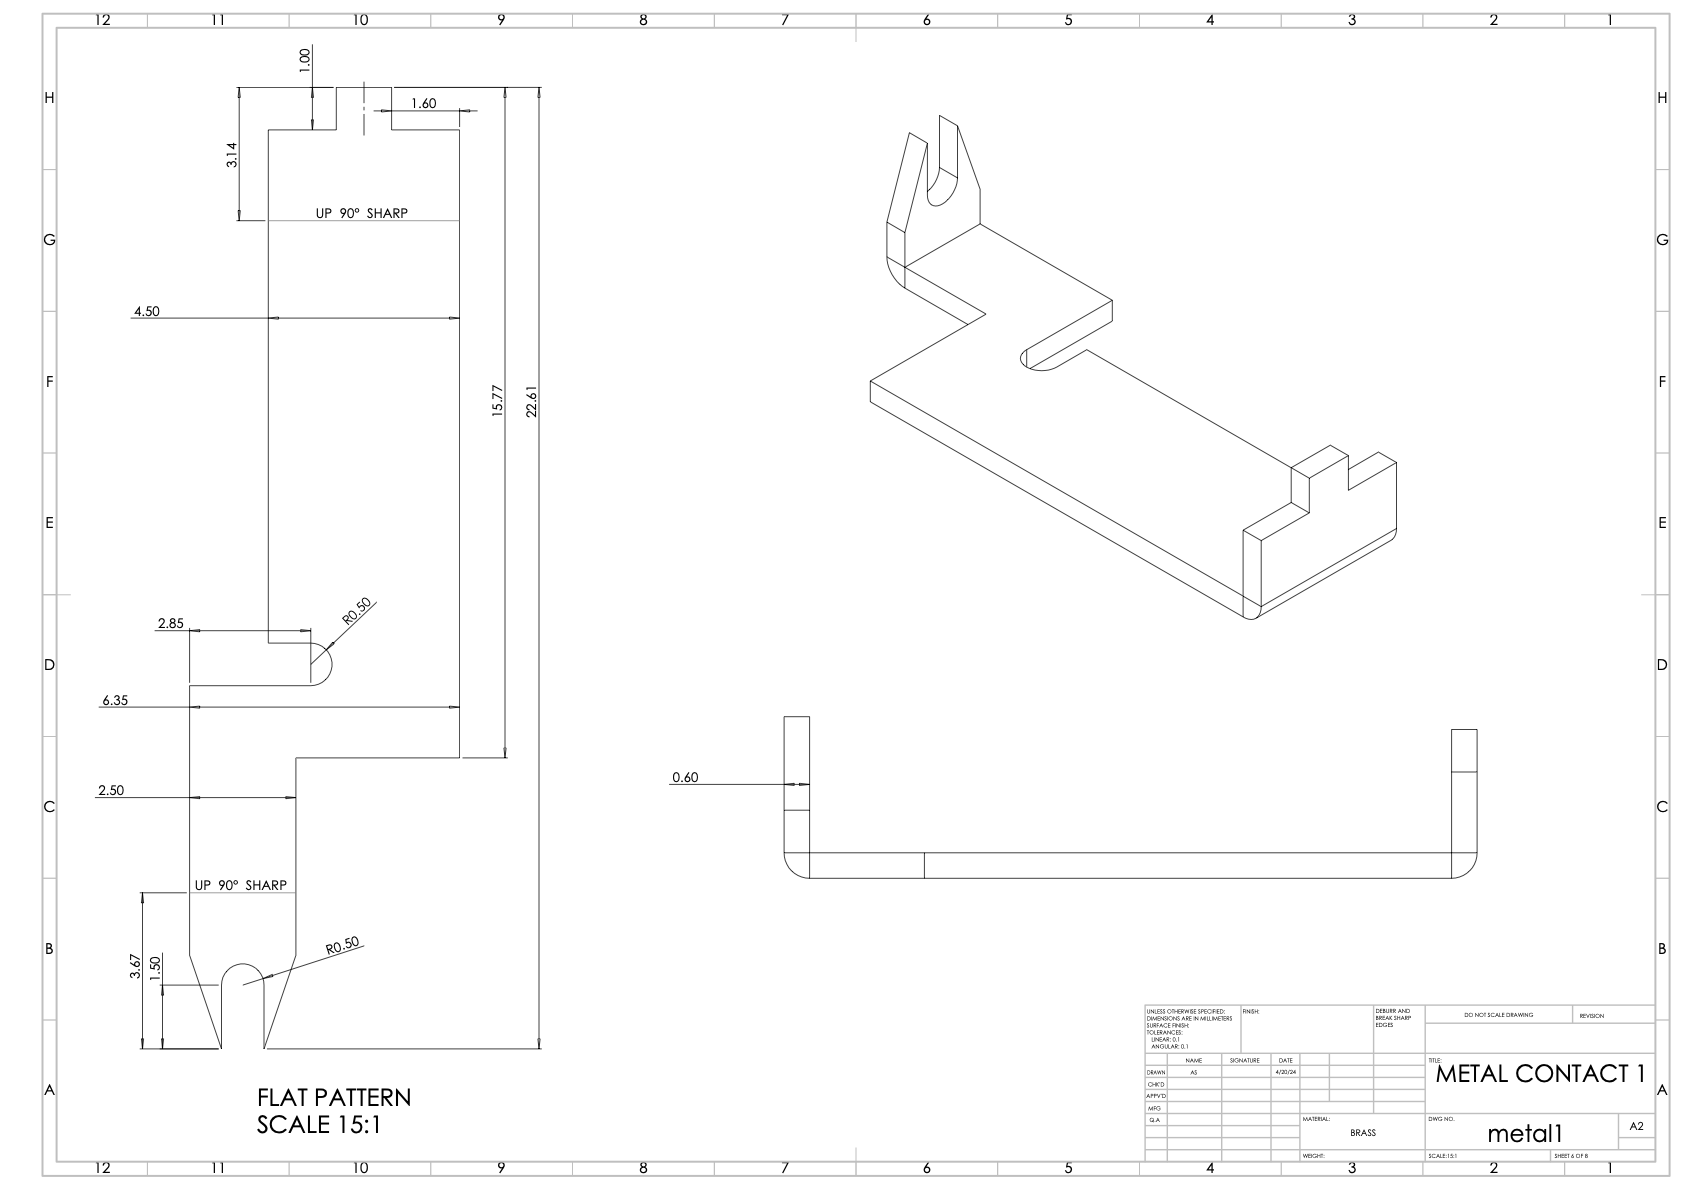 12 11 10 9 8 7 6 5 4 3 2 1
H H
G G
F F
E E
D D
C C
B B
A A
1.00
1.60
3.14
UP 90° SHARP
4.50
15.77
22.61
R0.50
2.85
6.35
2.50
UP 90° SHARP
R0.50
3.67
1.50
FLAT PATTERN
SCALE 15:1
0.60
UNLESS OTHERWISE SPECIFIED:
DIMENSIONS ARE IN MILLIMETERS
SURFACE FINISH:
TOLERANCES:
LINEAR: 0.1
ANGULAR: 0.1
FINISH:
DEBURR AND
BREAK SHARP
EDGES
DO NOT SCALE DRAWING
REVISION
NAME SIGNATURE DATE
DRAWN AS 4/20/24
CHK'D
APPV'D
MFG
Q.A
TITLE:
METAL CONTACT 1
MATERIAL:
BRASS
DWG NO.
metal1
A2
WEIGHT:
SCALE:15:1
SHEET 6 OF 8
12 11 10 9 8 7 6 5 4 3 2 1